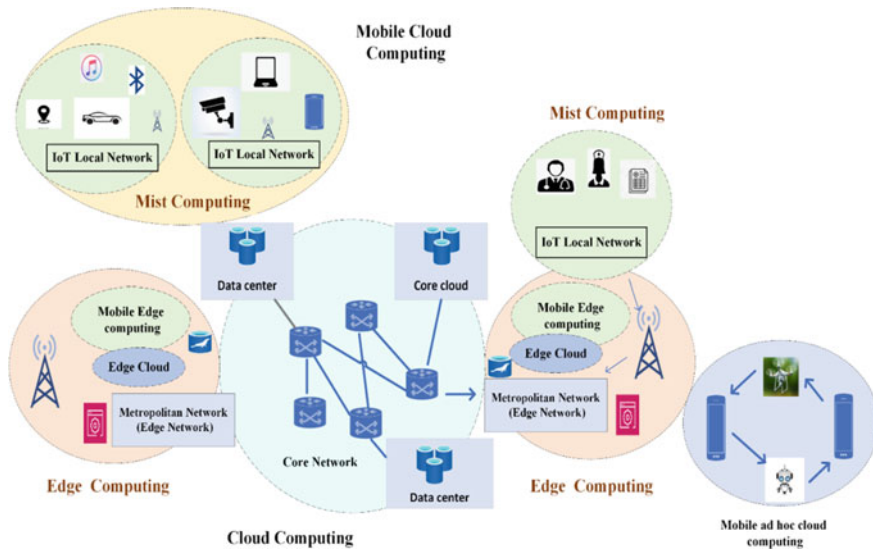 Mobile Cloud
Computing
IoT Local Network
IoT Local Network
Mist Computing
Mist Computing
IoT Local Network
Data center
Core cloud
Mobile Edge
computing
Edge Cloud
Metropolitan Network
(Edge Network)
Edge Computing
Core Network
Data center
Cloud Computing
Mobile Edge
computing
Edge Cloud
Metropolitan Network
(Edge Network)
Edge Computing
Mobile ad hoc cloud
computing